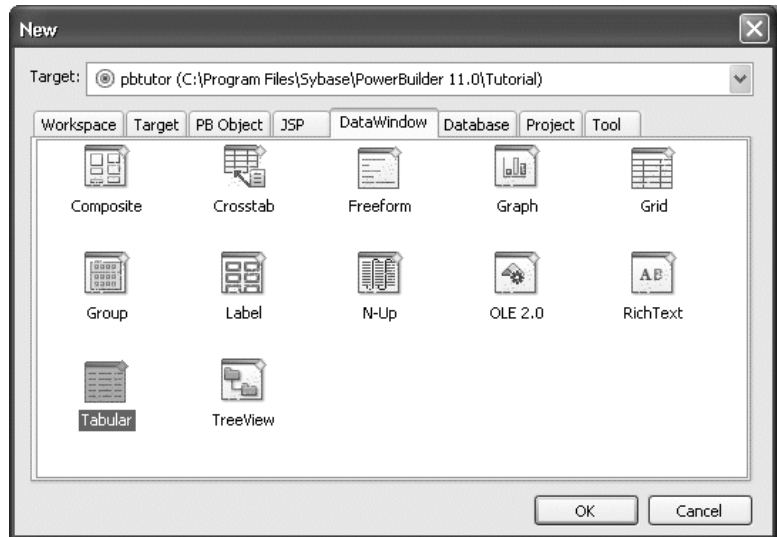 New
Target: pbtutor (C:\Program Files\Sybase\PowerBuilder 11.0\Tutorial)
Workspace Target PB Object JSP DataWindow Database Project Tool
Composite Crosstab Freeform Graph Grid
Group Label N-Up OLE 2.0 RichText
Tabular TreeView
OK Cancel